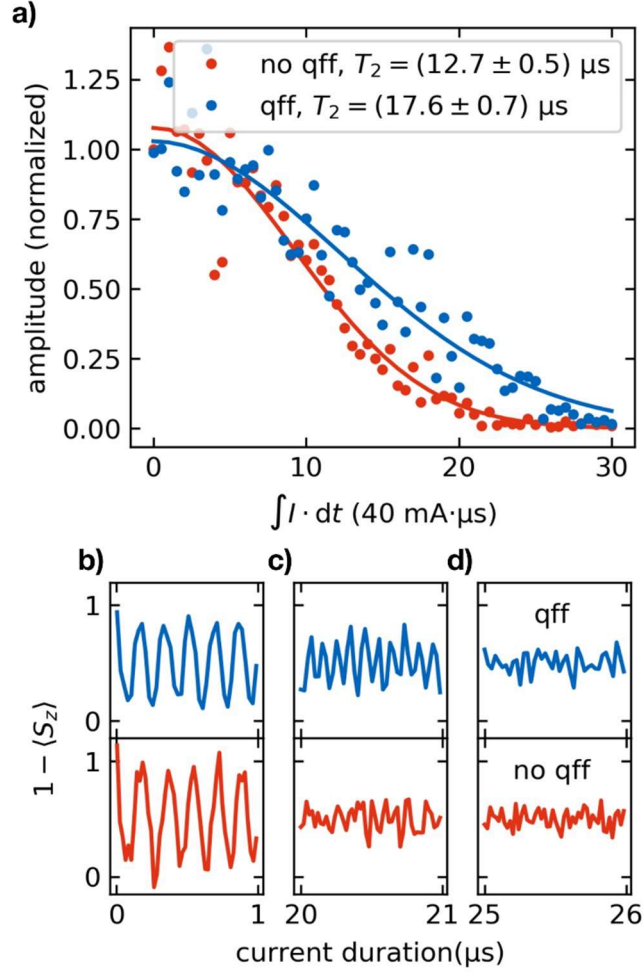 a)
amplitude (normalized)
1.25
1.00
0.75
0.50
0.25
0.00
no qff, T₂ = (12.7 ± 0.5) µs
qff, T₂ = (17.6 ± 0.7) µs
0 10 20 30
∫I · dt (40 mA·µs)
b) c) d)
1 − ⟨S_z⟩
1
0
qff
1
0
no qff
0 1 20 21 25 26
current duration(µs)